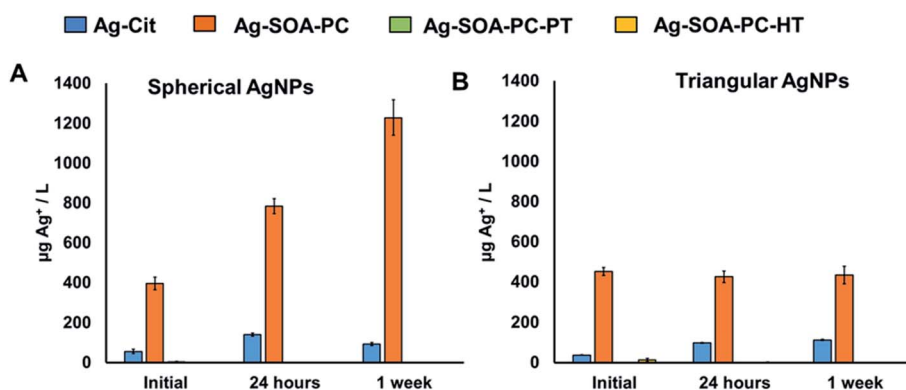 Ag-Cit Ag-SOA-PC Ag-SOA-PC-PT Ag-SOA-PC-HT
A
Spherical AgNPs
µg Ag⁺ / L
1400
1200
1000
800
600
400
200
0
Initial 24 hours 1 week
B
Triangular AgNPs
µg Ag⁺ / L
1400
1200
1000
800
600
400
200
0
Initial 24 hours 1 week